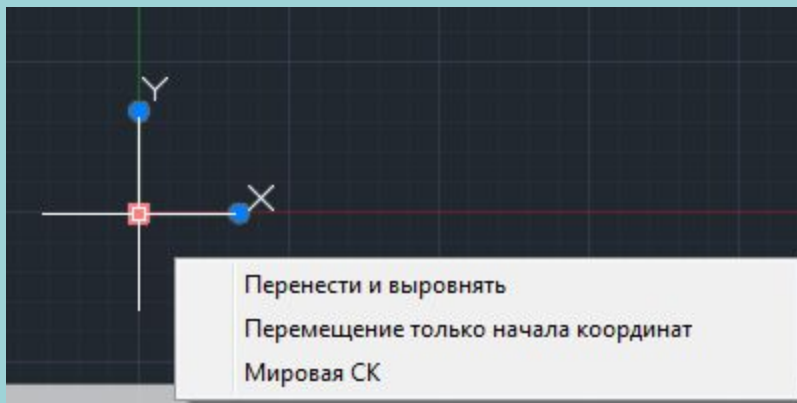 Y
X
Перенести и выровнять
Перемещение только начала координат
Мировая СК